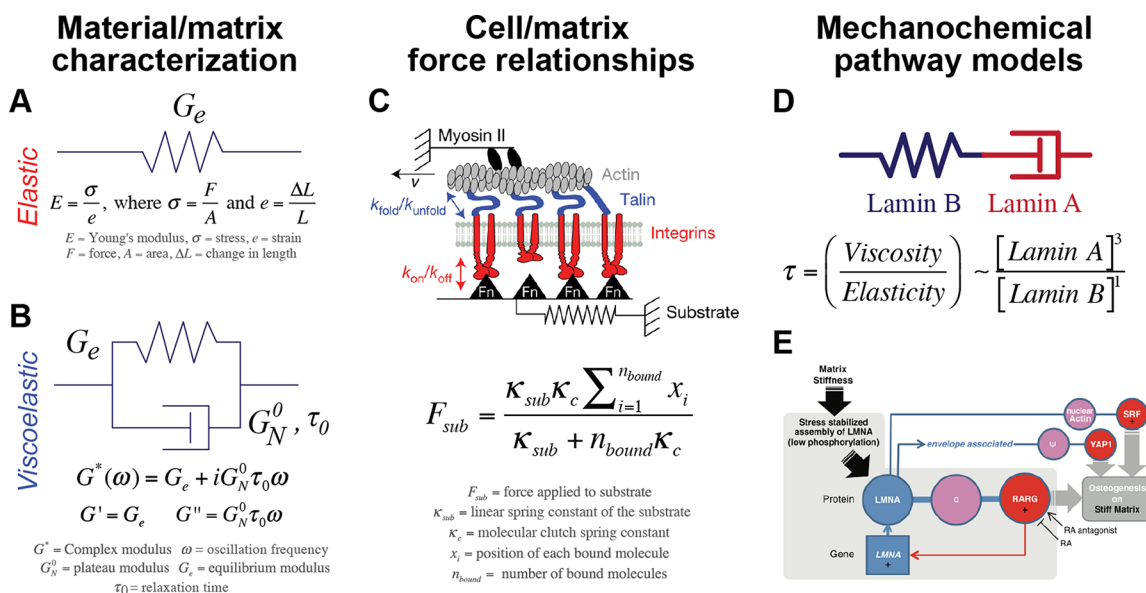 Material/matrix
characterization
Cell/matrix
force relationships
Mechanochemical
pathway models
A
Elastic
G_e
E = σ/e, where σ = F/A and e = ΔL/L
E = Young's modulus, σ = stress, e = strain
F = force, A = area, ΔL = change in length
B
Viscoelastic
G_e
G_N^0, τ_0
G*(ω) = G_e + iG_N^0τ_0ω
G' = G_e    G" = G_N^0τ_0ω
G* = Complex modulus    ω = oscillation frequency
G_N^0 = plateau modulus    G_e = equilibrium modulus
τ_0 = relaxation time
C
Myosin II
Actin
v
k_fold/k_unfold
Talin
Integrins
k_on/k_off
Fn Fn Fn Fn
Substrate
F_sub = (κ_sub κ_c Σ_{i=1}^{n_bound} x_i) / (κ_sub + n_bound κ_c)
F_sub = force applied to substrate
κ_sub = linear spring constant of the substrate
κ_c = molecular clutch spring constant
x_i = position of each bound molecule
n_bound = number of bound molecules
D
Lamin B    Lamin A
τ = (Viscosity/Elasticity) ~ [Lamin A]^3/[Lamin B]^1
E
Matrix
Stiffness
Stress stabilized
assembly of LMNA
(low phosphorylation)
nuclear
Actin
SRF
+
envelope associated
Ψ
YAP1
Protein
LMNA
c
RARG
+
Osteogenesis
on
Stiff Matrix
RA antagonist
RA
Gene
LMNA
+